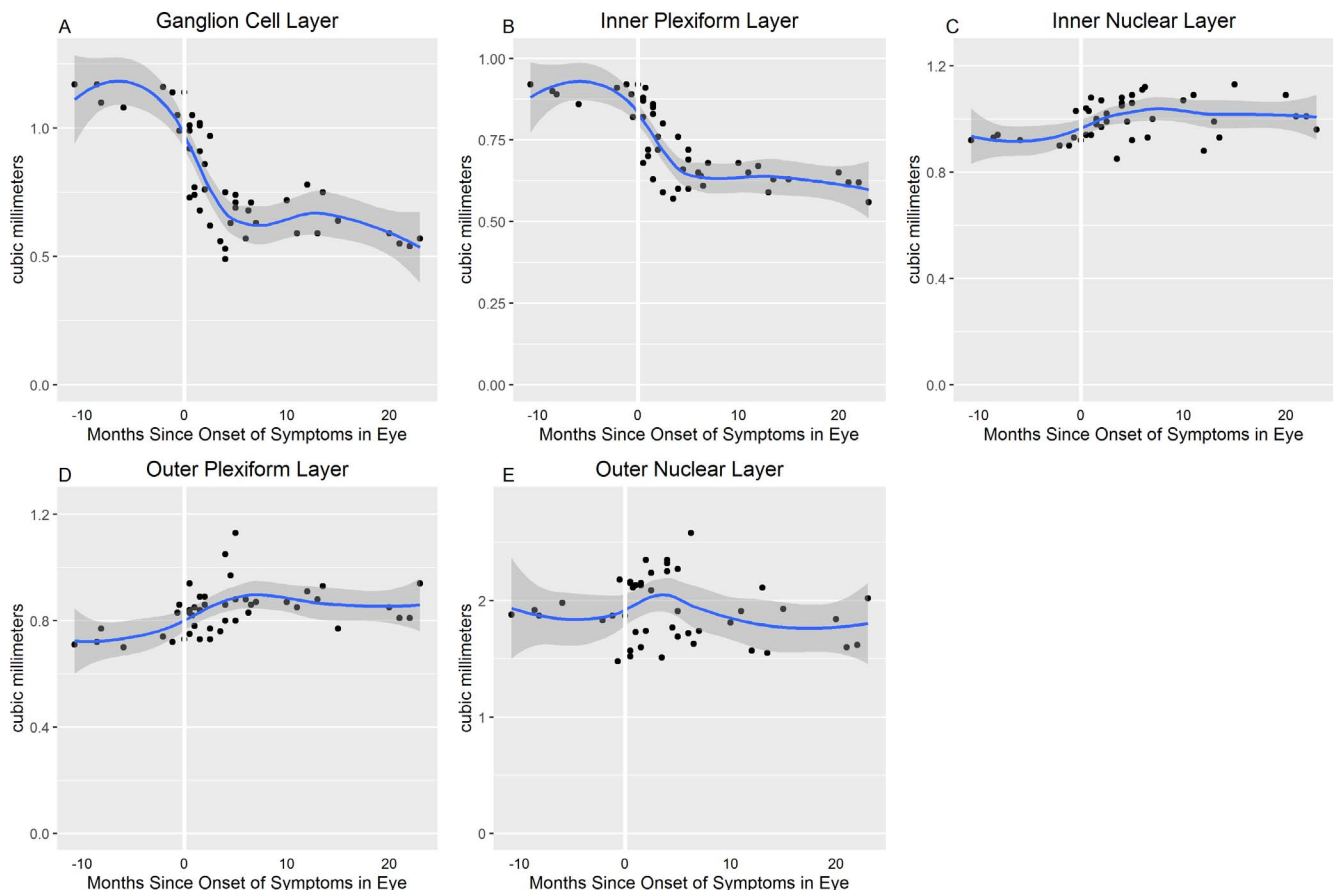 A
Ganglion Cell Layer
1.0
0.5
0.0
cubic millimeters
-10 0 10 20
Months Since Onset of Symptoms in Eye
B
Inner Plexiform Layer
1.00
0.75
0.50
0.25
0.00
cubic millimeters
-10 0 10 20
Months Since Onset of Symptoms in Eye
C
Inner Nuclear Layer
1.2
0.8
0.4
0.0
cubic millimeters
-10 0 10 20
Months Since Onset of Symptoms in Eye
D
Outer Plexiform Layer
1.2
0.8
0.4
0.0
cubic millimeters
-10 0 10 20
Months Since Onset of Symptoms in Eye
E
Outer Nuclear Layer
2
1
0
cubic millimeters
-10 0 10 20
Months Since Onset of Symptoms in Eye